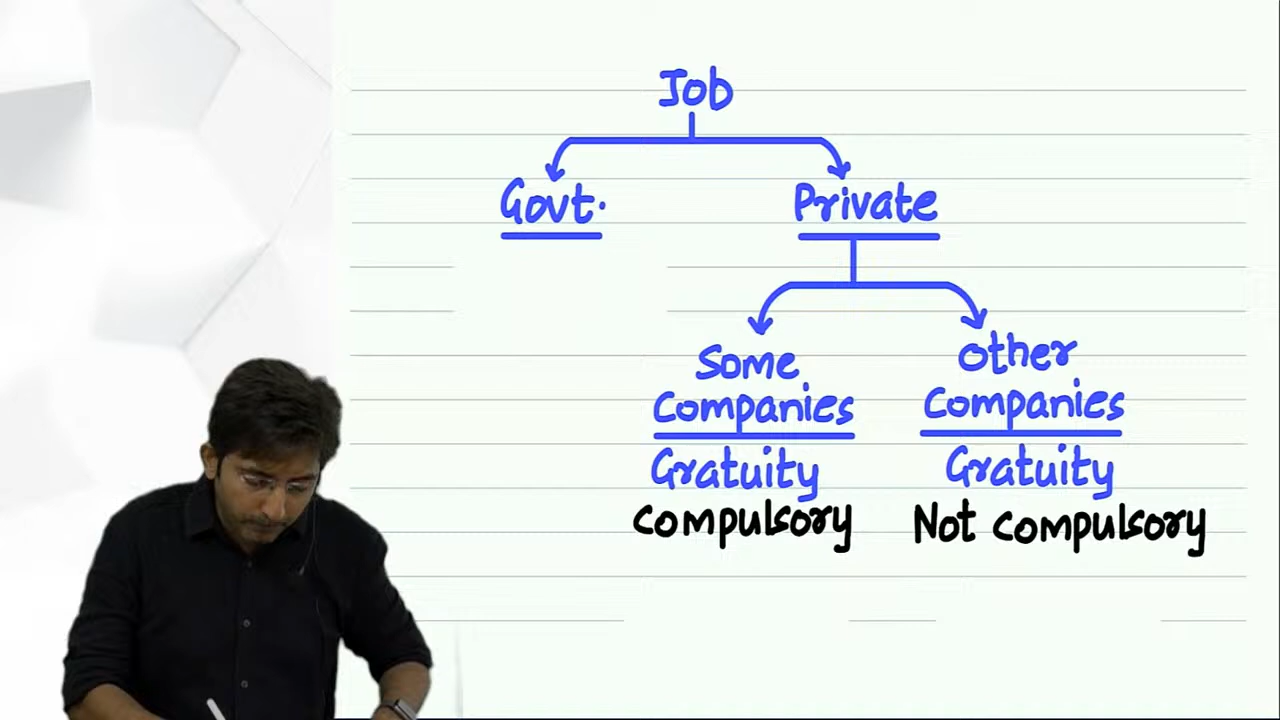 Job
Govt.
Private
Some
Companies
Gratuity
Compulsory
Other
Companies
Gratuity
Not Compulsory